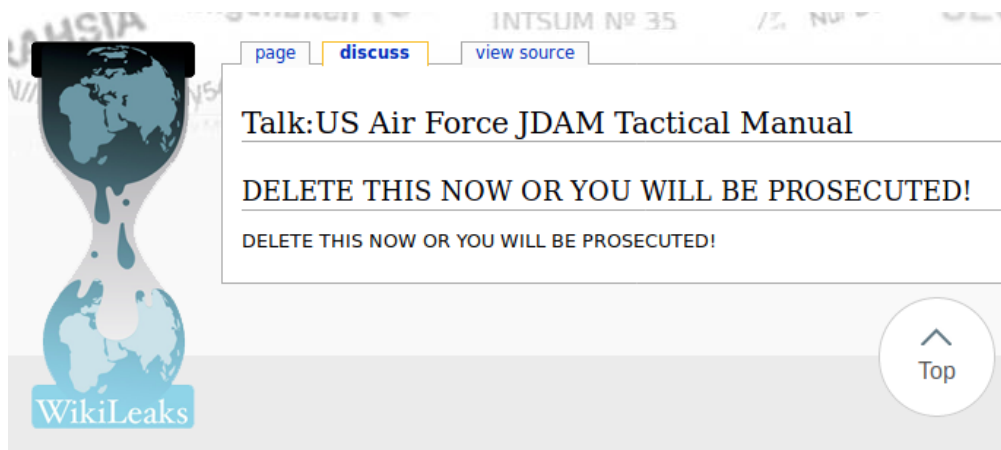 INTSUM Nº 35
page
discuss
view source
Talk:US Air Force JDAM Tactical Manual
DELETE THIS NOW OR YOU WILL BE PROSECUTED!
DELETE THIS NOW OR YOU WILL BE PROSECUTED!
Top
WikiLeaks